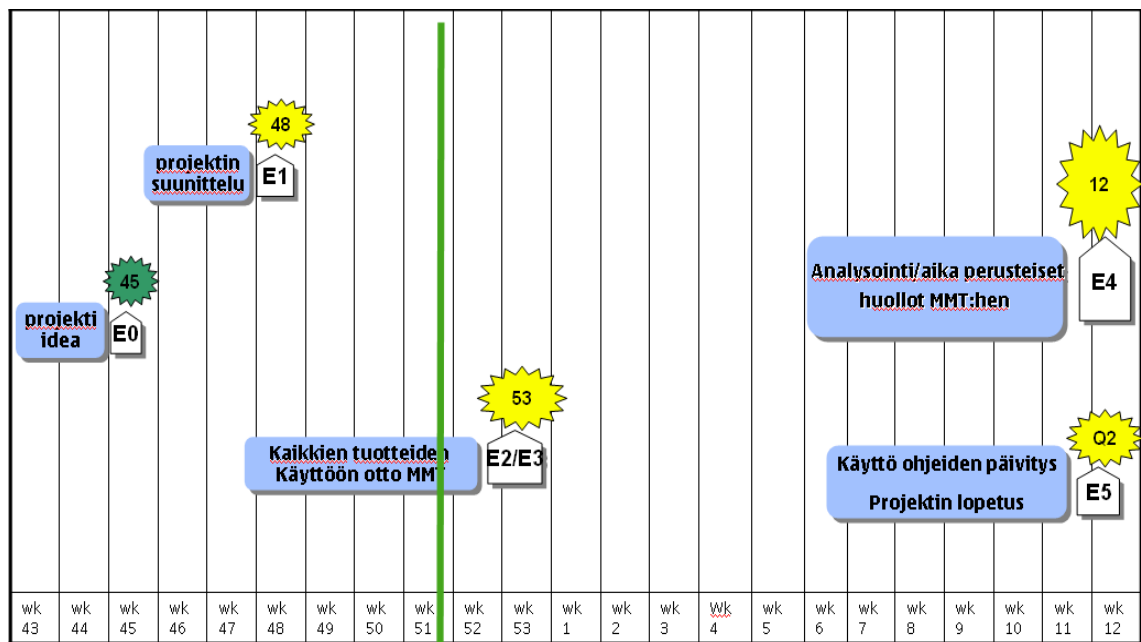 48
projektin
suunittelu
E1
12
Analysointi/aika perusteiset
huollot MMT:hen
E4
45
projekti
idea
E0
53
Kaikkien tuotteiden
Käyttöön otto MMT
E2/E3
Q2
Käyttö ohjeiden päivitys
Projektin lopetus
E5
wk wk wk wk wk wk wk wk wk wk wk wk wk wk Wk wk wk wk wk wk wk wk wk
43 44 45 46 47 48 49 50 51 52 53 1 2 3 4 5 6 7 8 9 10 11 12